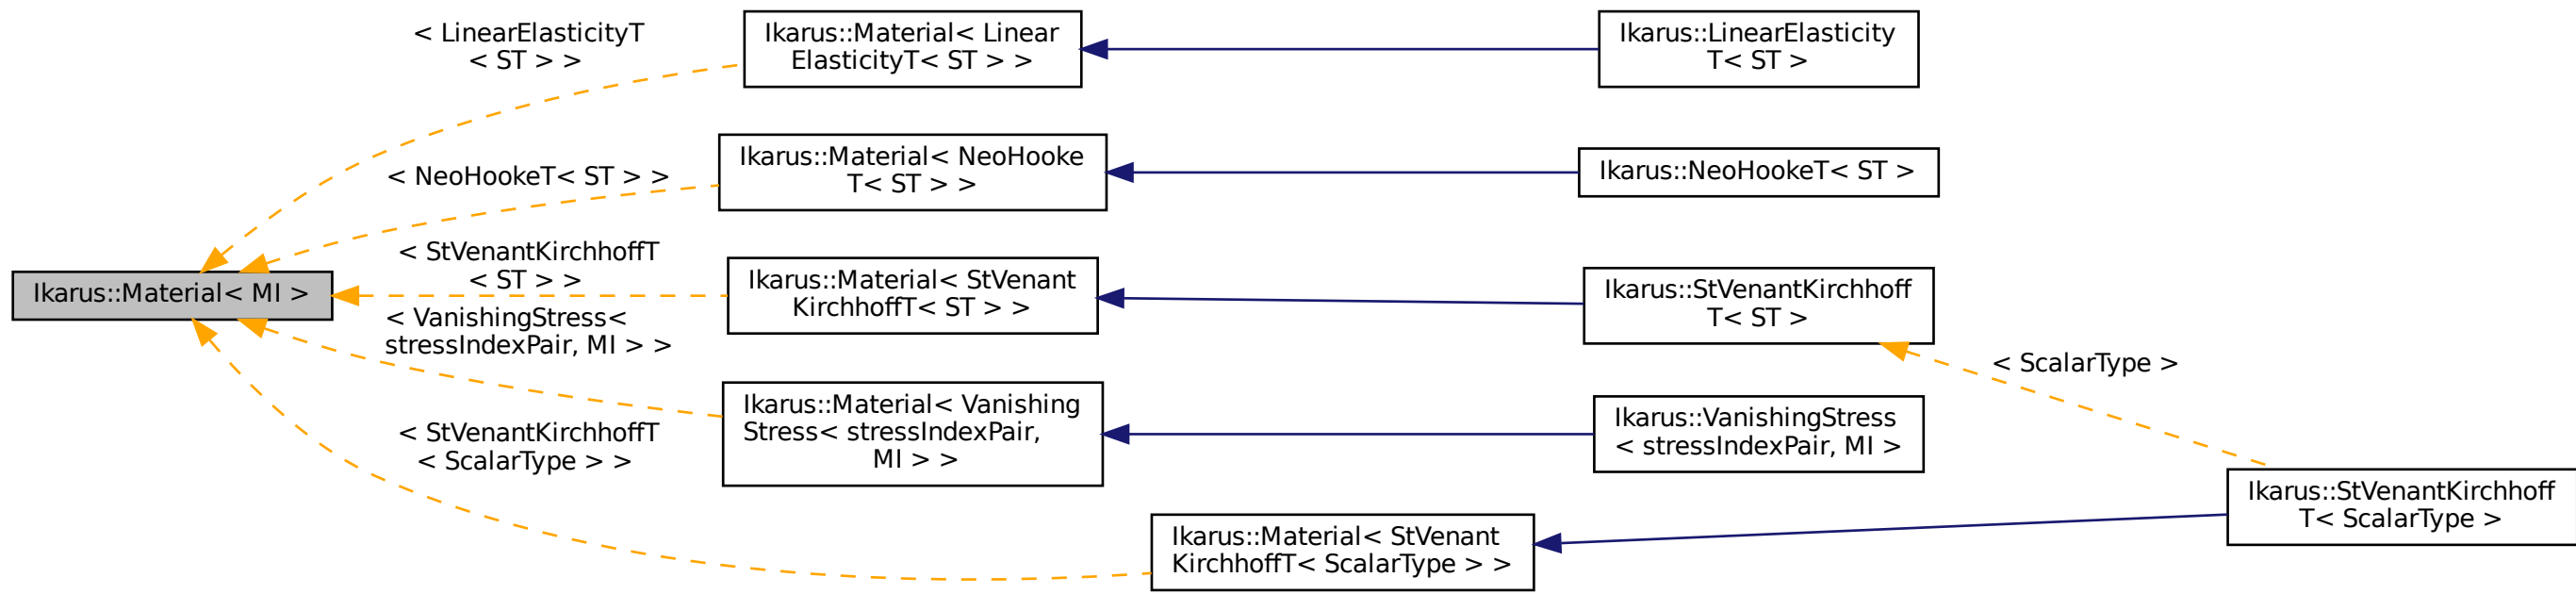 < LinearElasticityT
< ST > >
Ikarus::Material< Linear
ElasticityT< ST > >
Ikarus::LinearElasticity
T< ST >
< NeoHookeT< ST > >
Ikarus::Material< NeoHooke
T< ST > >
Ikarus::NeoHookeT< ST >
Ikarus::Material< MI >
< StVenantKirchhoffT
< ST > >
Ikarus::Material< StVenant
KirchhoffT< ST > >
Ikarus::StVenantKirchhoff
T< ST >
< VanishingStress<
stressIndexPair, MI > >
Ikarus::Material< Vanishing
Stress< stressIndexPair,
MI > >
Ikarus::VanishingStress
< stressIndexPair, MI >
< ScalarType >
< StVenantKirchhoffT
< ScalarType > >
Ikarus::Material< StVenant
KirchhoffT< ScalarType > >
Ikarus::StVenantKirchhoff
T< ScalarType >